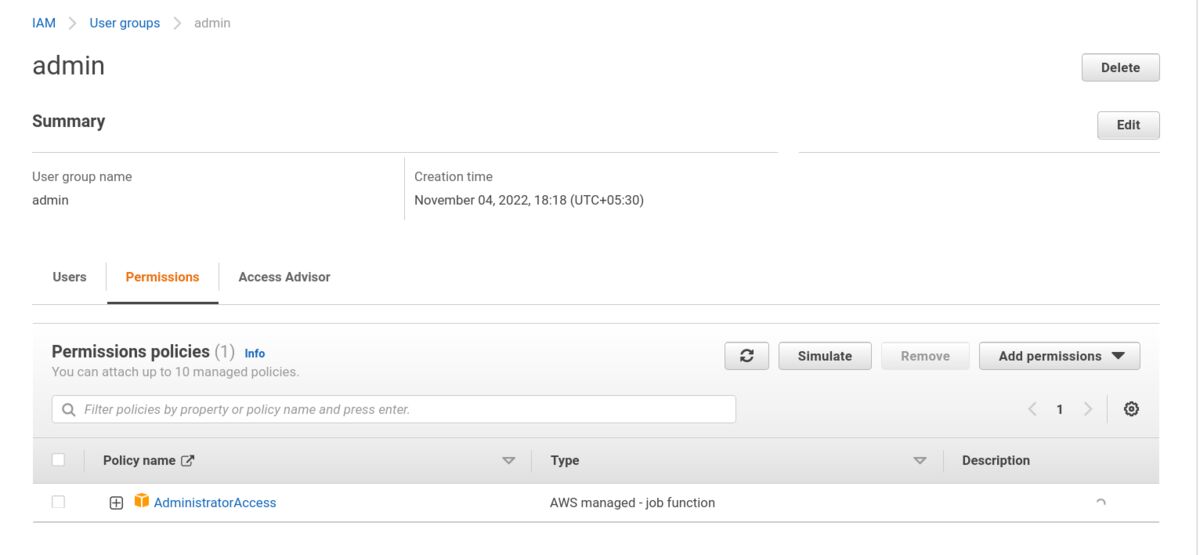 IAM > User groups > admin
admin
Delete
Summary
Edit
User group name
admin
Creation time
November 04, 2022, 18:18 (UTC+05:30)
Users Permissions Access Advisor
Permissions policies (1) Info
You can attach up to 10 managed policies.
Simulate Remove Add permissions
Filter policies by property or policy name and press enter.
1
Policy name Type Description
AdministratorAccess AWS managed - job function